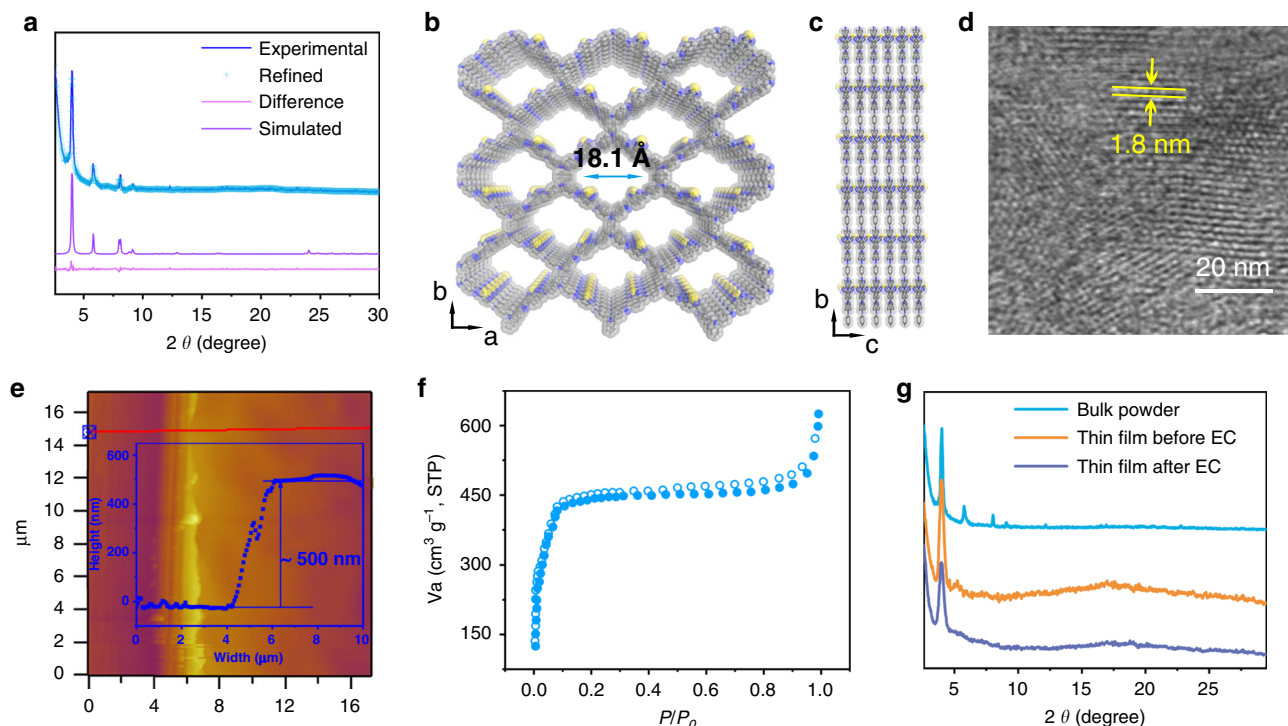 a
Experimental
Refined
Difference
Simulated
5 10 15 20 25 30
2 θ (degree)
b
18.1 Å
b
a
c
b
c
d
1.8 nm
20 nm
e
16
14
12
10
8
6
4
2
0
μm
0 4 8 12 16
600
400
200
0
Height (nm)
~ 500 nm
0 2 4 6 8 10
Width (μm)
f
600
450
300
150
Va (cm³ g⁻¹, STP)
0.0 0.2 0.4 0.6 0.8 1.0
P/P₀
g
Bulk powder
Thin film before EC
Thin film after EC
5 10 15 20 25
2 θ (degree)